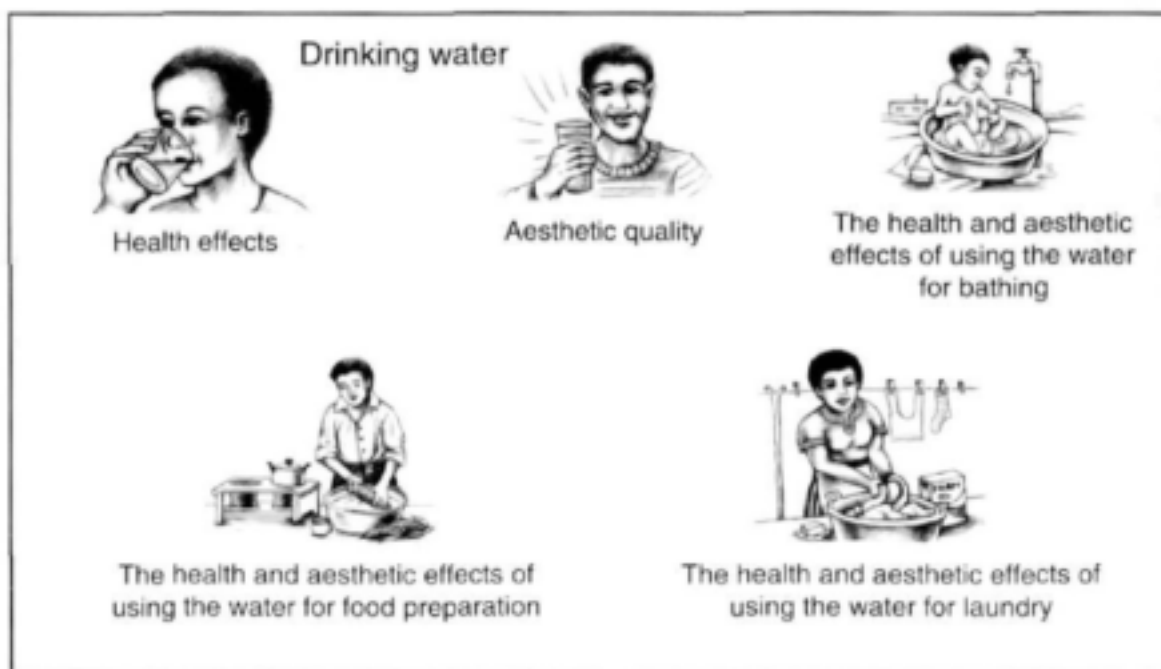 Drinking water
Health effects
Aesthetic quality
The health and aesthetic
effects of using the water
for bathing
The health and aesthetic effects of
using the water for food preparation
The health and aesthetic effects of
using the water for laundry